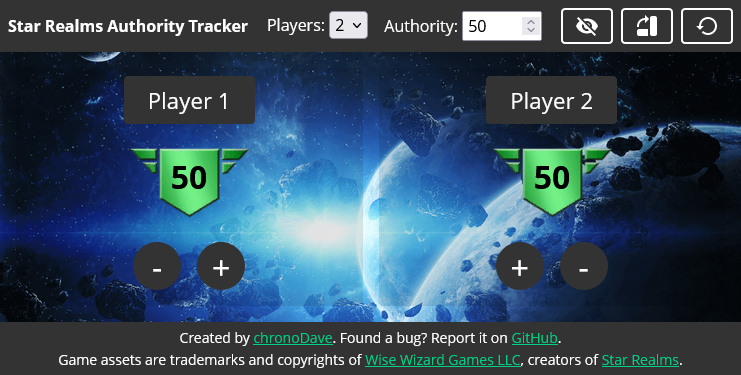 Star Realms Authority Tracker Players: 2 Authority: 50
Player 1 Player 2
50 50
- + + -
Created by chronoDave. Found a bug? Report it on GitHub.
Game assets are trademarks and copyrights of Wise Wizard Games LLC, creators of Star Realms.